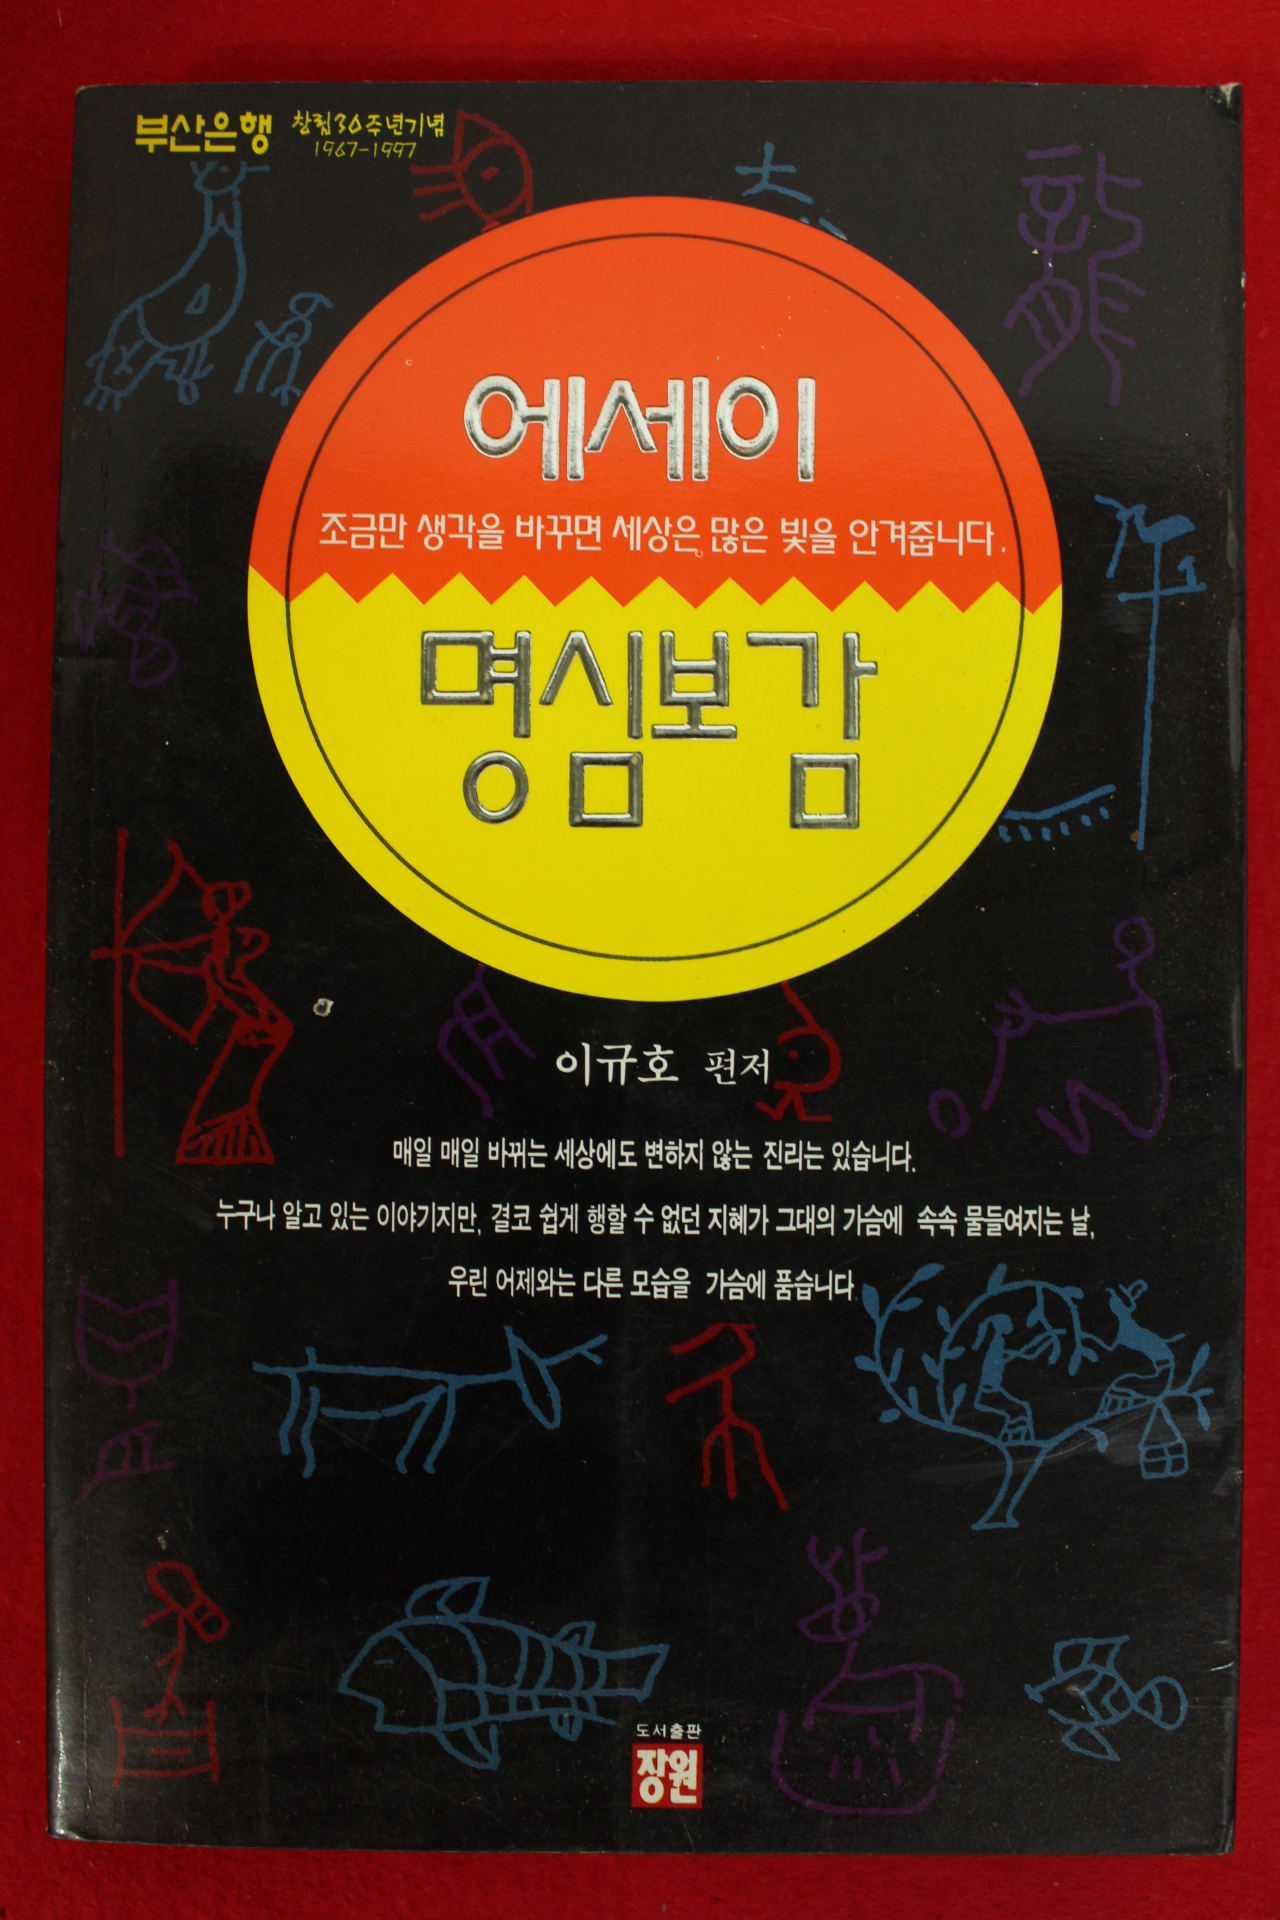 부산은행 창립30주년기념
1967-1997
에세이
조금만 생각을 바꾸면 세상은 많은 빛을 안겨줍니다.
명심보감
이규호 편저
매일 매일 바뀌는 세상에도 변하지 않는 진리는 있습니다.
누구나 알고 있는 이야기지만, 결코 쉽게 행할 수 없던 지혜가 그대의 가슴에 속속 물들여지는 날,
우린 어제와는 다른 모습을 가슴에 품습니다
도서출판
장원